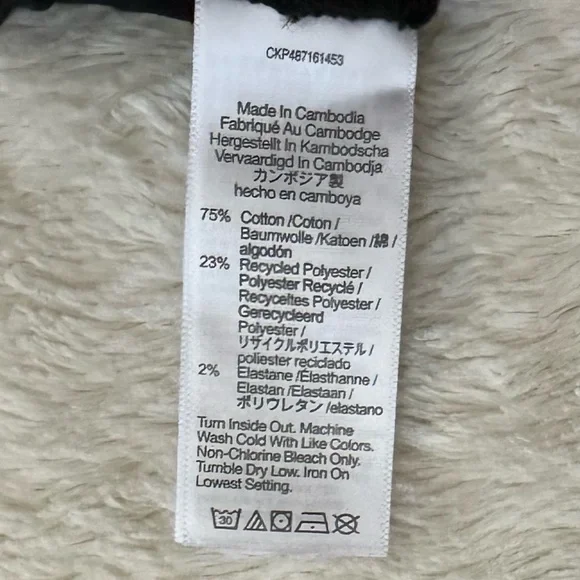 CKP487161453
Made In Cambodia
Fabriqué Au Cambodge
Hergestellt In Kambodscha
Vervaardigd In Cambodja
カンボジア製
hecho en camboya
75% Cotton /Coton /
Baumwolle /Katoen /綿 /
algodón
23% Recycled Polyester /
Polyester Recyclé /
Recyceltes Polyester /
Gerecycleerd
Polyester /
リサイクルポリエステル /
poliester reciclado
2% Elastane /Élasthanne /
Elastan /Elastaan /
ポリウレタン /elastano
Turn Inside Out. Machine
Wash Cold With Like Colors.
Non-Chlorine Bleach Only.
Tumble Dry Low. Iron On
Lowest Setting.
30